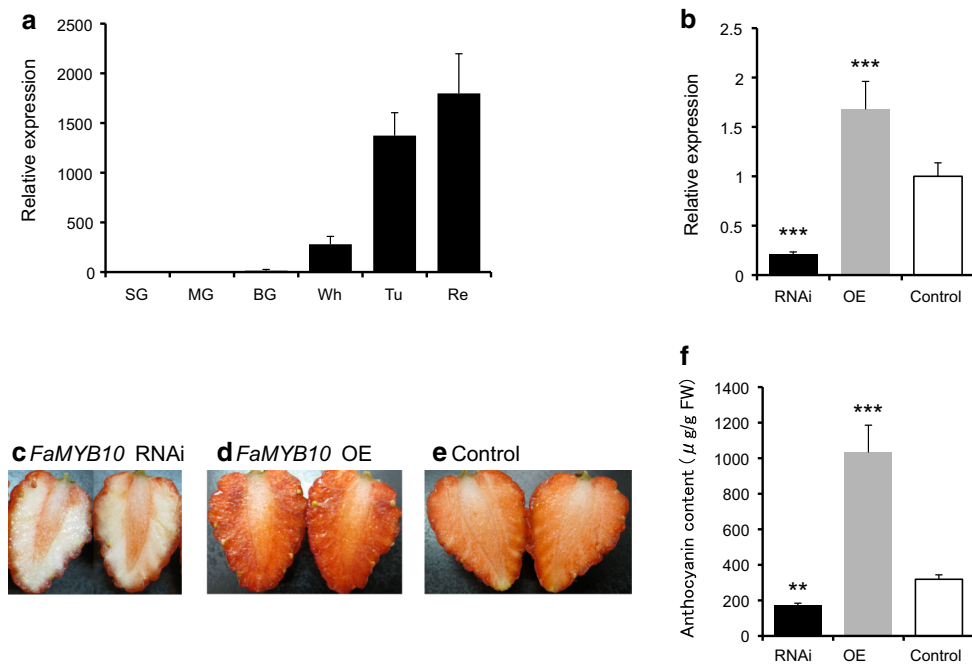 a
Relative expression
2500
2000
1500
1000
500
0
SG MG BG Wh Tu Re
b
Relative expression
2.5
2
1.5
1
0.5
0
***
***
RNAi OE Control
c FaMYB10 RNAi
d FaMYB10 OE
e Control
f
Anthocyanin content ( μ g/g FW)
1400
1200
1000
800
600
400
200
0
**
***
RNAi OE Control